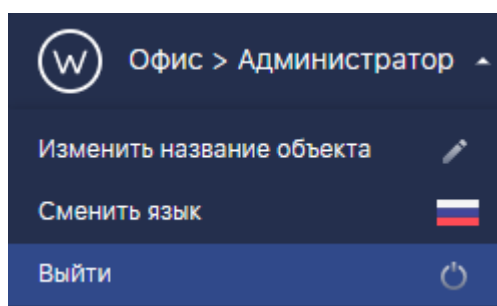 W Офис > Администратор
Изменить название объекта
Сменить язык
Выйти